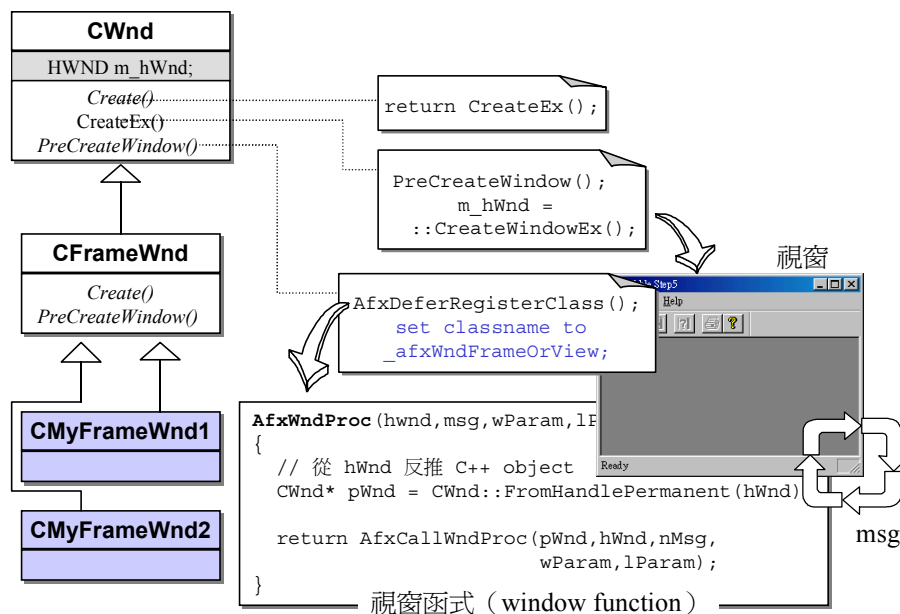 CWnd
HWND m_hWnd;
Create()
CreateEx()
PreCreateWindow()
CFrameWnd
Create()
PreCreateWindow()
CMyFrameWnd1
CMyFrameWnd2
return CreateEx();
PreCreateWindow();
m_hWnd =
::CreateWindowEx();
視窗
Step5
Help
Ready
AfxDeferRegisterClass();
set classname to
_afxWndFrameOrView;
AfxWndProc(hwnd,msg,wParam,lP
{
// 從 hWnd 反推 C++ object
CWnd* pWnd = CWnd::FromHandlePermanent(hWnd)
return AfxCallWndProc(pWnd,hWnd,nMsg,
wParam,lParam);
}
msg
視窗函式（window function）